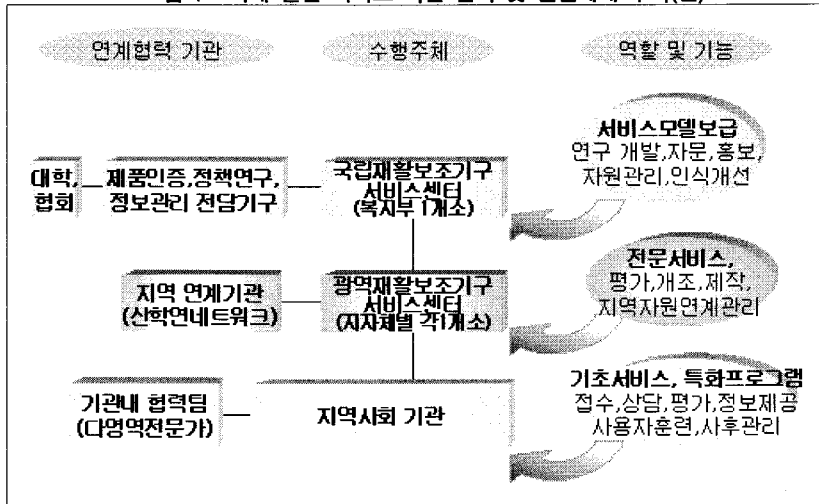 연계협력 기관
수행주체
역할 및 기능
서비스모델보급
연구 개발,자문,홍보,
자원관리,인식개선
대학,
협회
제품인증,정책연구,
정보관리 전담기구
국립재활보조기구
서비스센터
(복지부 1개소)
전문서비스,
평가,개조,제작,
지역자원연계관리
지역 연계기관
(산학연네트워크)
광역재활보조기구
서비스센터
(지자체별 각1개소)
기초서비스, 특화프로그램
접수,상담,평가,정보제공
사용자훈련,사후관리
기관내 협력팀
(다영역전문가)
지역사회 기관